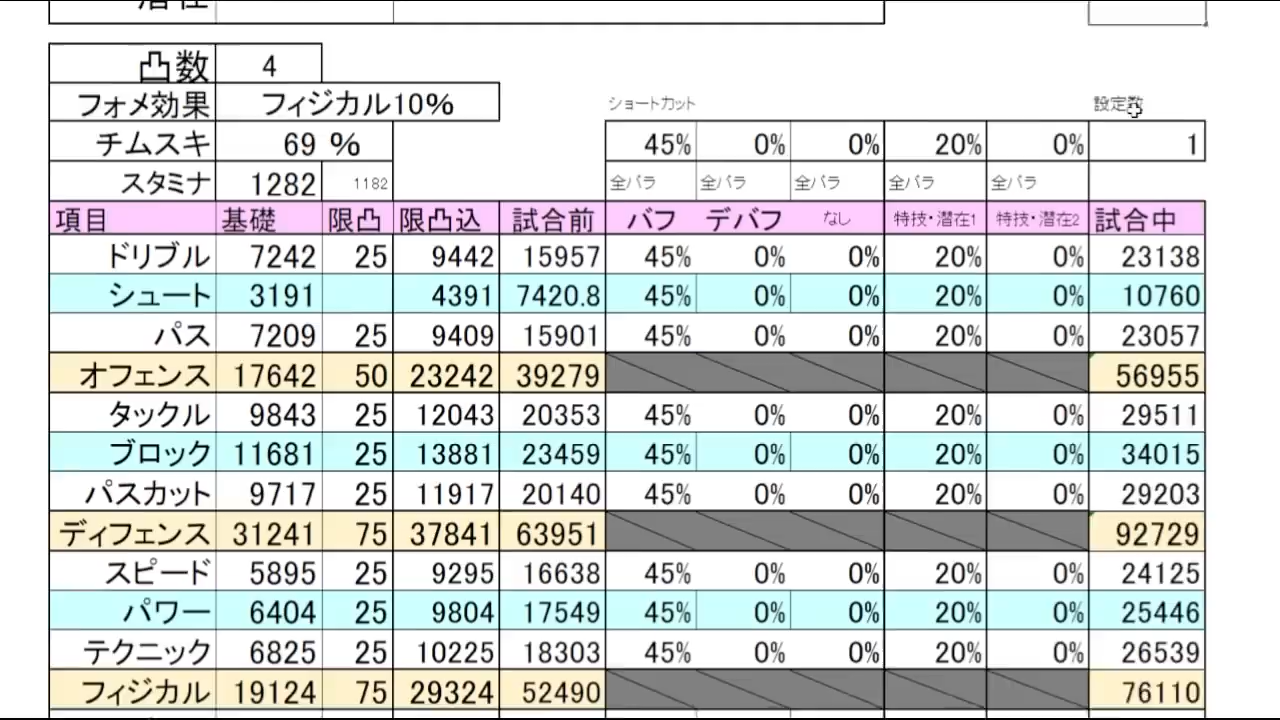 潜在
凸数 4
フォメ効果 フィジカル10% ショートカット 設定数
チムスキ 69 % 45% 0% 0% 20% 0% 1
スタミナ 1282 1182 全パラ 全パラ 全パラ 全パラ 全パラ
項目 基礎 限凸 限凸込 試合前 バフ デバフ なし 特技・潜在1 特技・潜在2 試合中
ドリブル 7242 25 9442 15957 45% 0% 0% 20% 0% 23138
シュート 3191 4391 7420.8 45% 0% 0% 20% 0% 10760
パス 7209 25 9409 15901 45% 0% 0% 20% 0% 23057
オフェンス 17642 50 23242 39279 56955
タックル 9843 25 12043 20353 45% 0% 0% 20% 0% 29511
ブロック 11681 25 13881 23459 45% 0% 0% 20% 0% 34015
パスカット 9717 25 11917 20140 45% 0% 0% 20% 0% 29203
ディフェンス 31241 75 37841 63951 92729
スピード 5895 25 9295 16638 45% 0% 0% 20% 0% 24125
パワー 6404 25 9804 17549 45% 0% 0% 20% 0% 25446
テクニック 6825 25 10225 18303 45% 0% 0% 20% 0% 26539
フィジカル 19124 75 29324 52490 76110